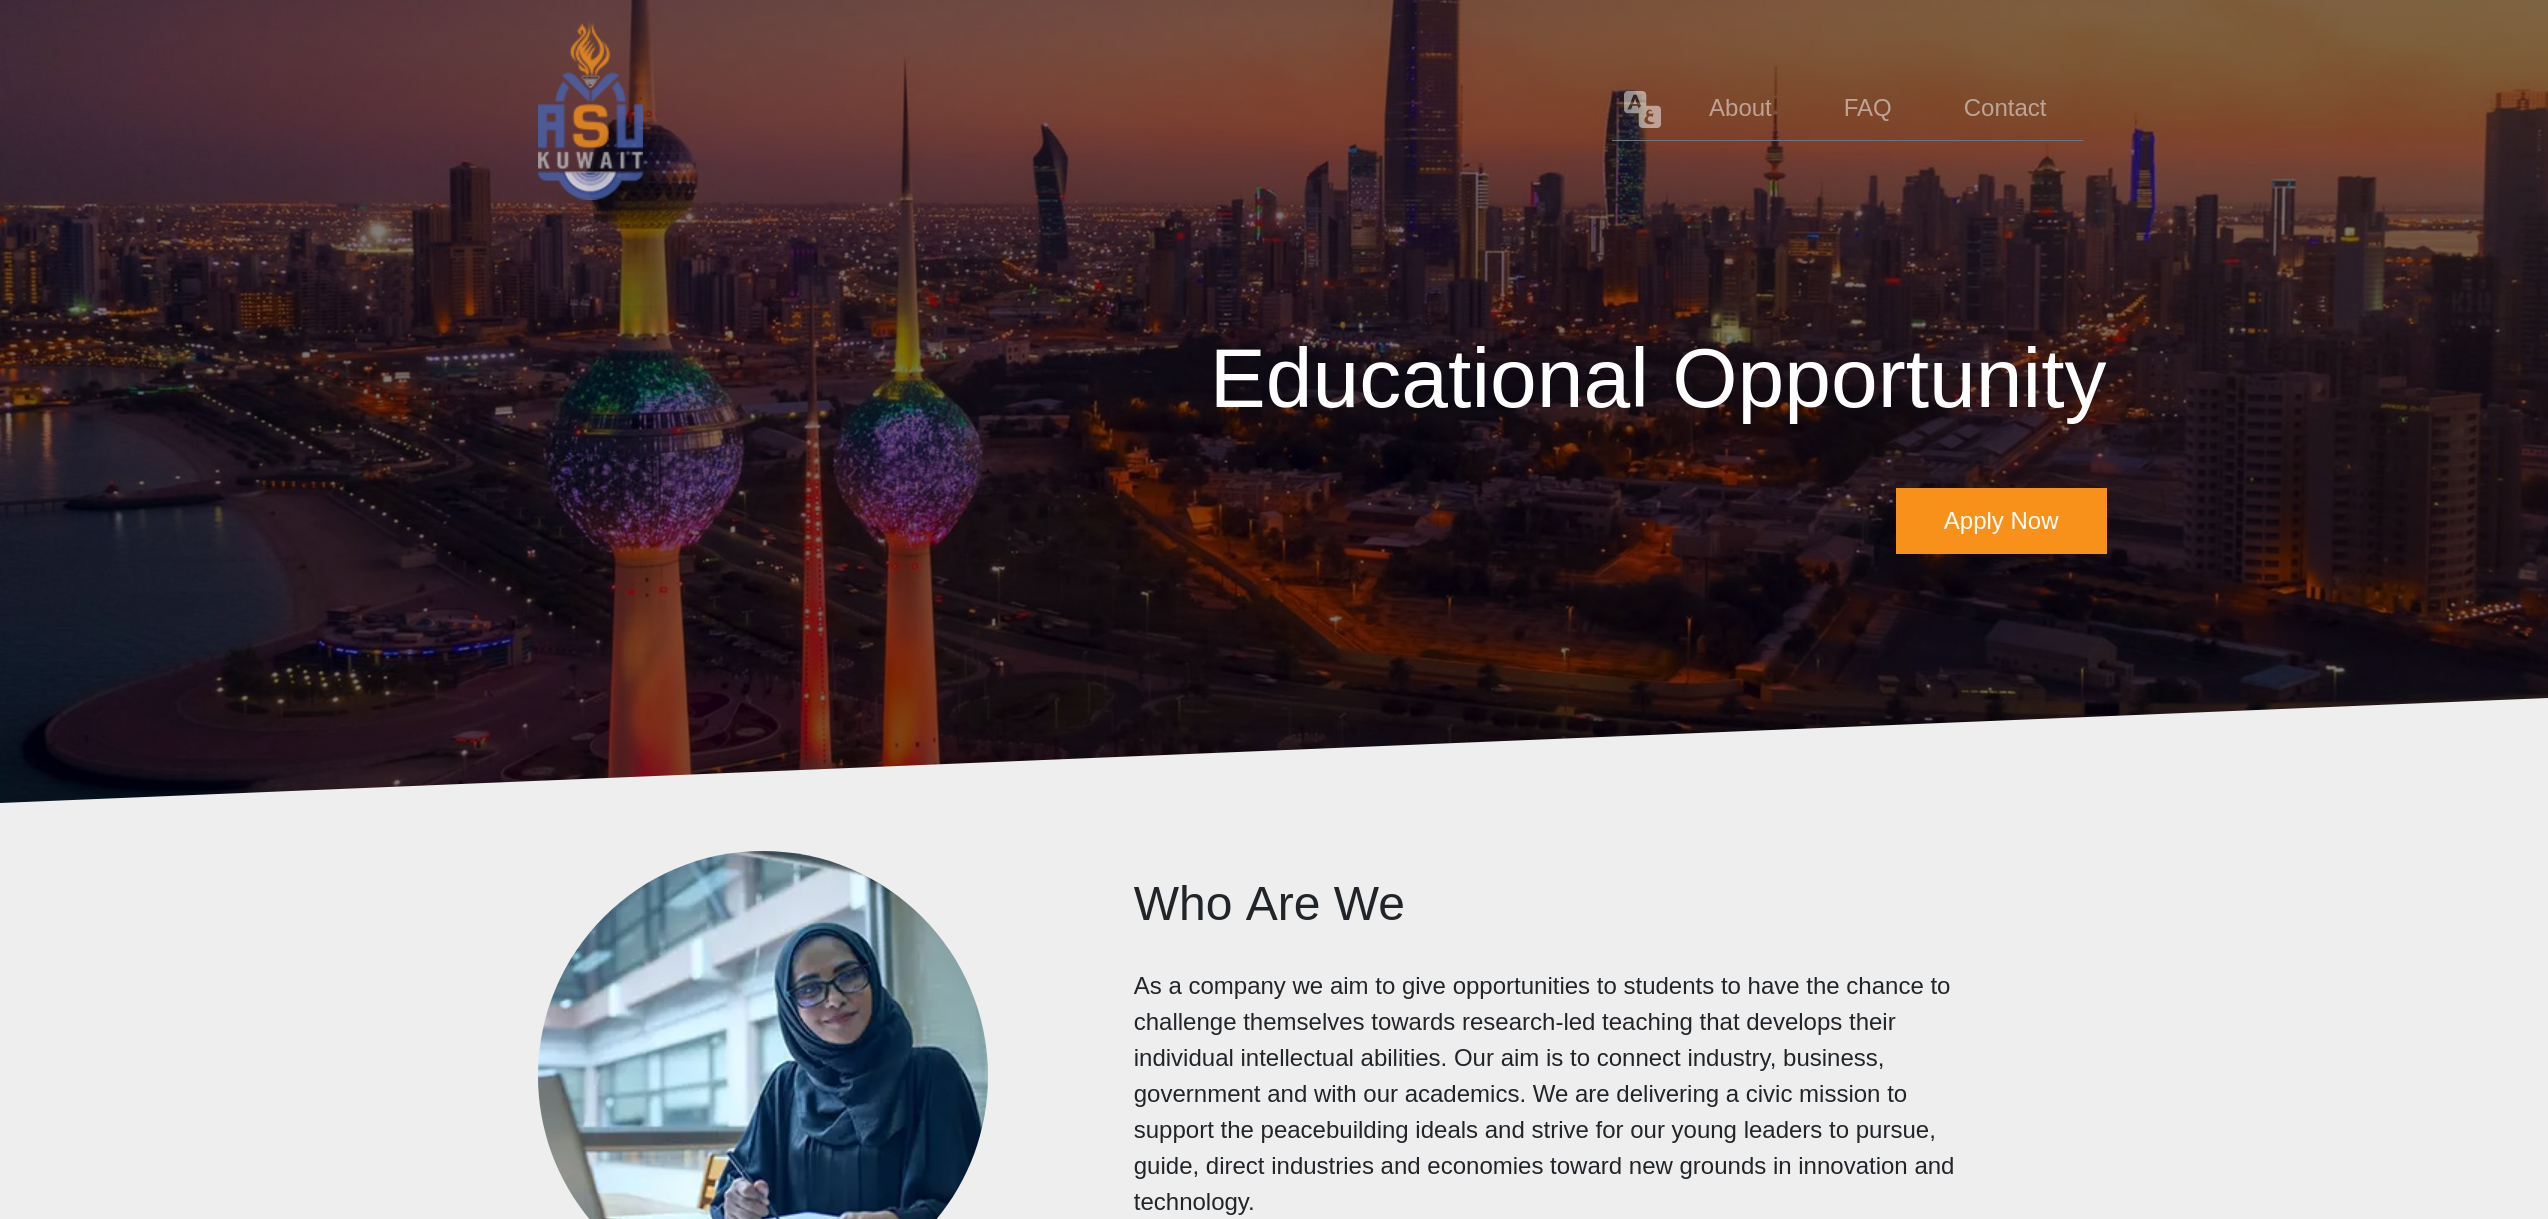 ASU
KUWAIT
A
ع
About
FAQ
Contact
Educational Opportunity
Apply Now
Who Are We
As a company we aim to give opportunities to students to have the chance to
challenge themselves towards research-led teaching that develops their
individual intellectual abilities. Our aim is to connect industry, business,
government and with our academics. We are delivering a civic mission to
support the peacebuilding ideals and strive for our young leaders to pursue,
guide, direct industries and economies toward new grounds in innovation and
technology.